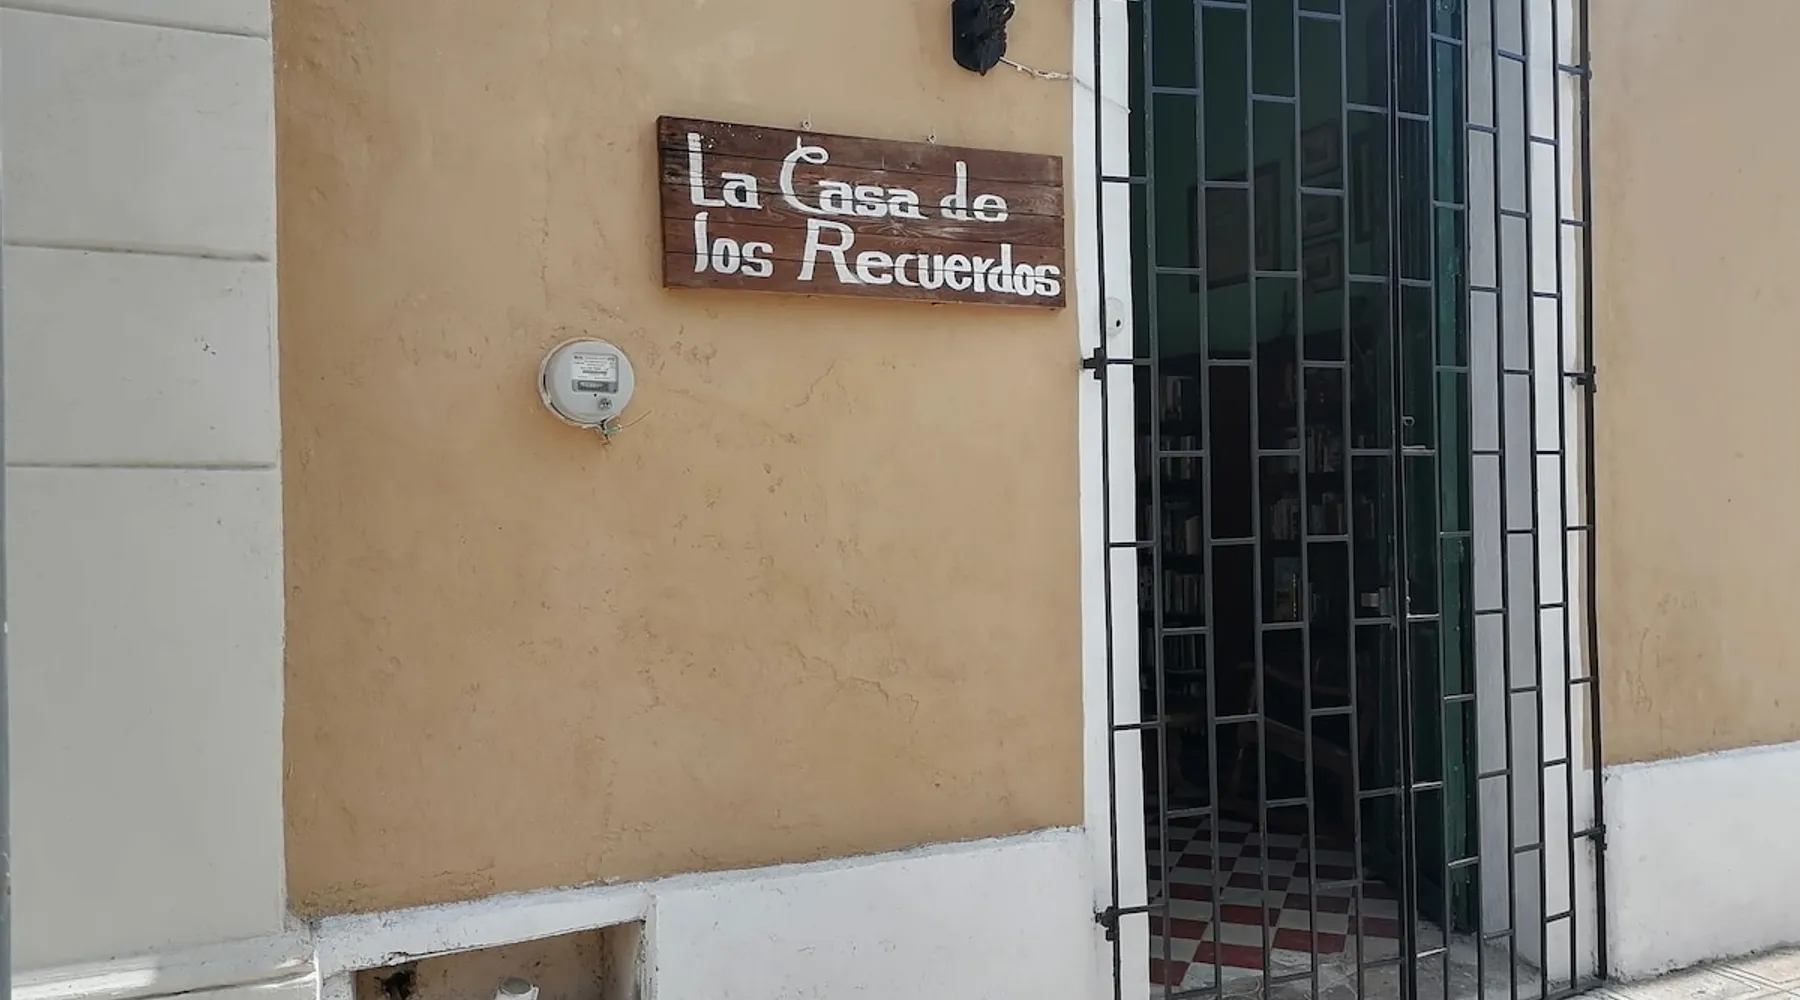 La Casa de
los Recuerdos